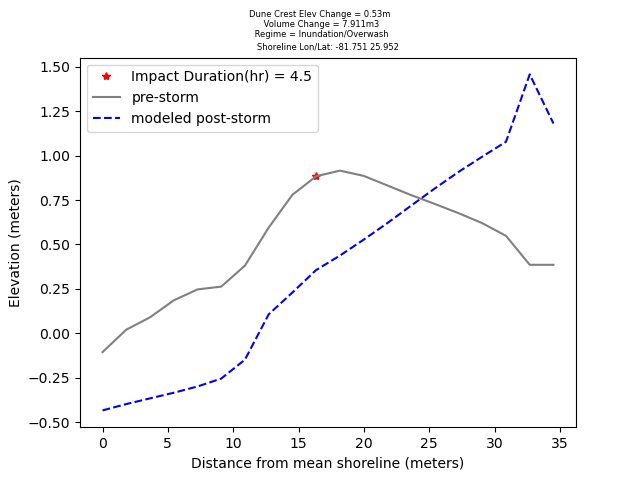 Dune Crest Elev Change = 0.53m
Volume Change = 7.911m3
Regime = Inundation/Overwash
Shoreline Lon/Lat: -81.751 25.952
Impact Duration(hr) = 4.5
pre-storm
modeled post-storm
1.50
1.25
1.00
0.75
0.50
0.25
0.00
−0.25
−0.50
Elevation (meters)
0 5 10 15 20 25 30 35
Distance from mean shoreline (meters)